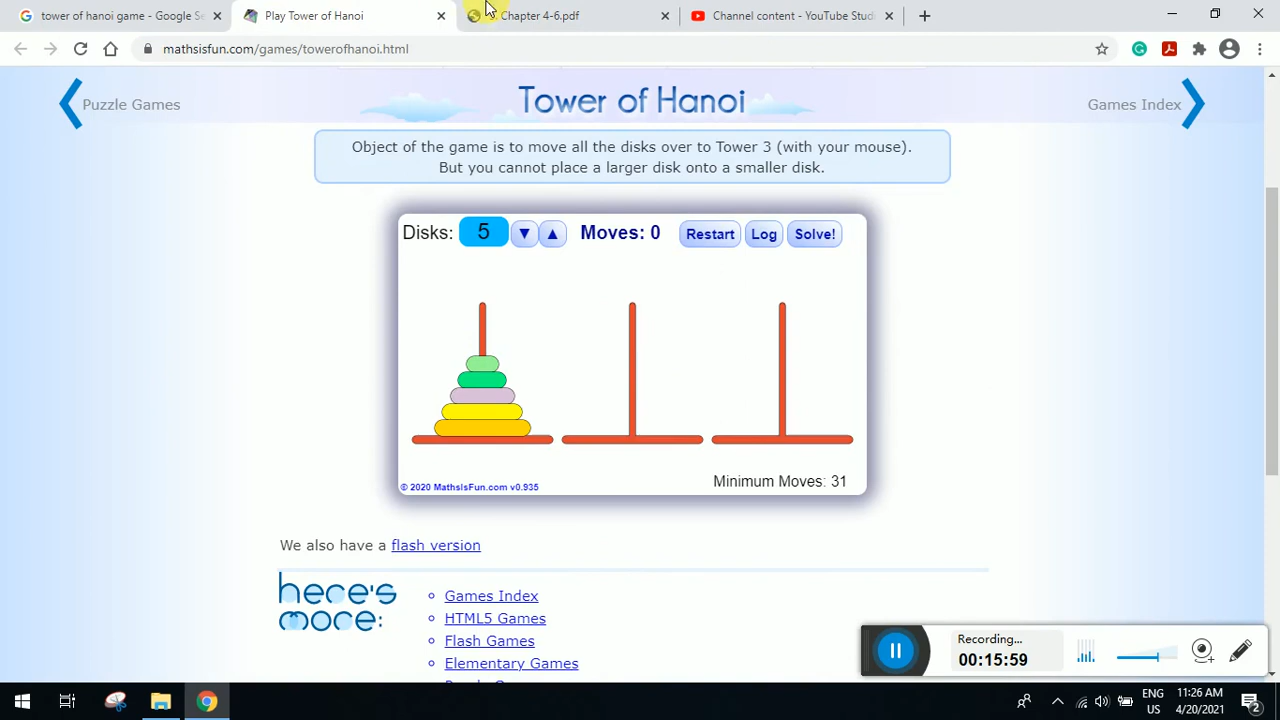 tower of hanoi game - Google Se
Play Tower of Hanoi
Chapter 4-6.pdf
Channel content - YouTube Studi
mathsisfun.com/games/towerofhanoi.html
Puzzle Games
Tower of Hanoi
Games Index
Object of the game is to move all the disks over to Tower 3 (with your mouse).
But you cannot place a larger disk onto a smaller disk.
Disks: 5 ▼ ▲ Moves: 0 Restart Log Solve!
© 2020 MathsIsFun.com v0.935
Minimum Moves: 31
We also have a flash version
here's
more:
Games Index
HTML5 Games
Flash Games
Elementary Games
Recording...
00:15:59
ENG
US
11:26 AM
4/20/2021
2